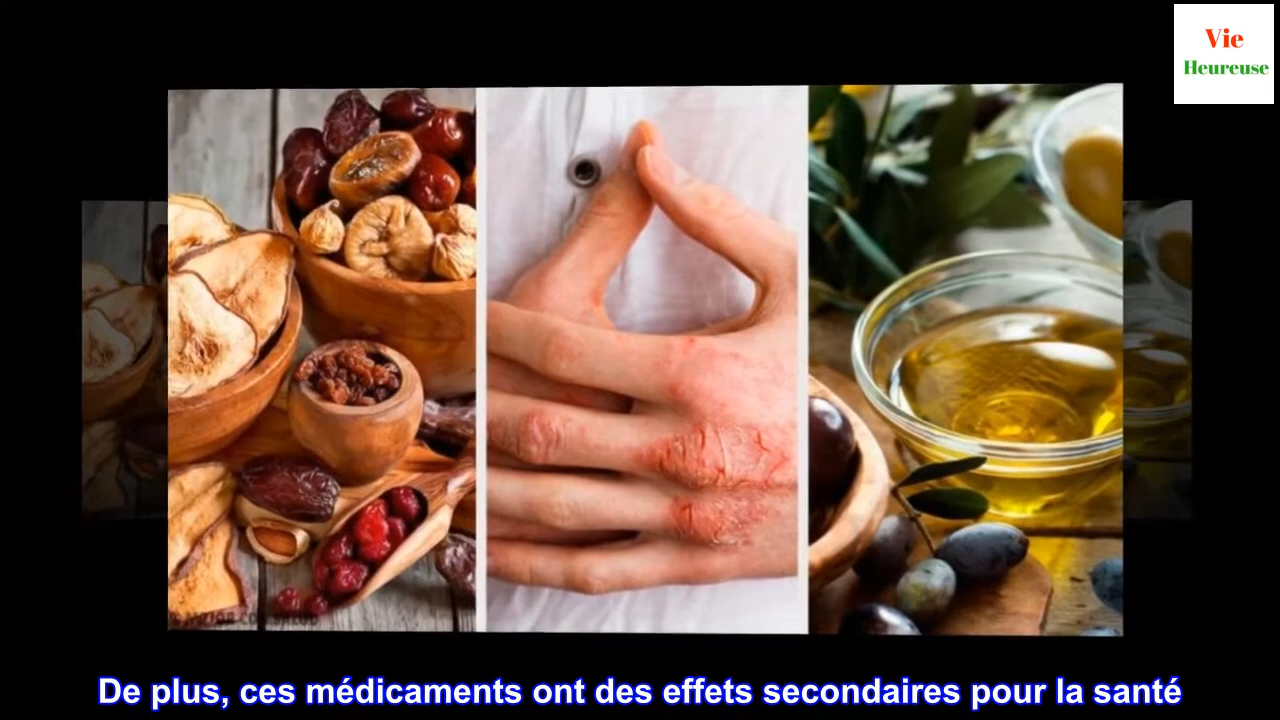 Vie
Heureuse
De plus, ces médicaments ont des effets secondaires pour la santé